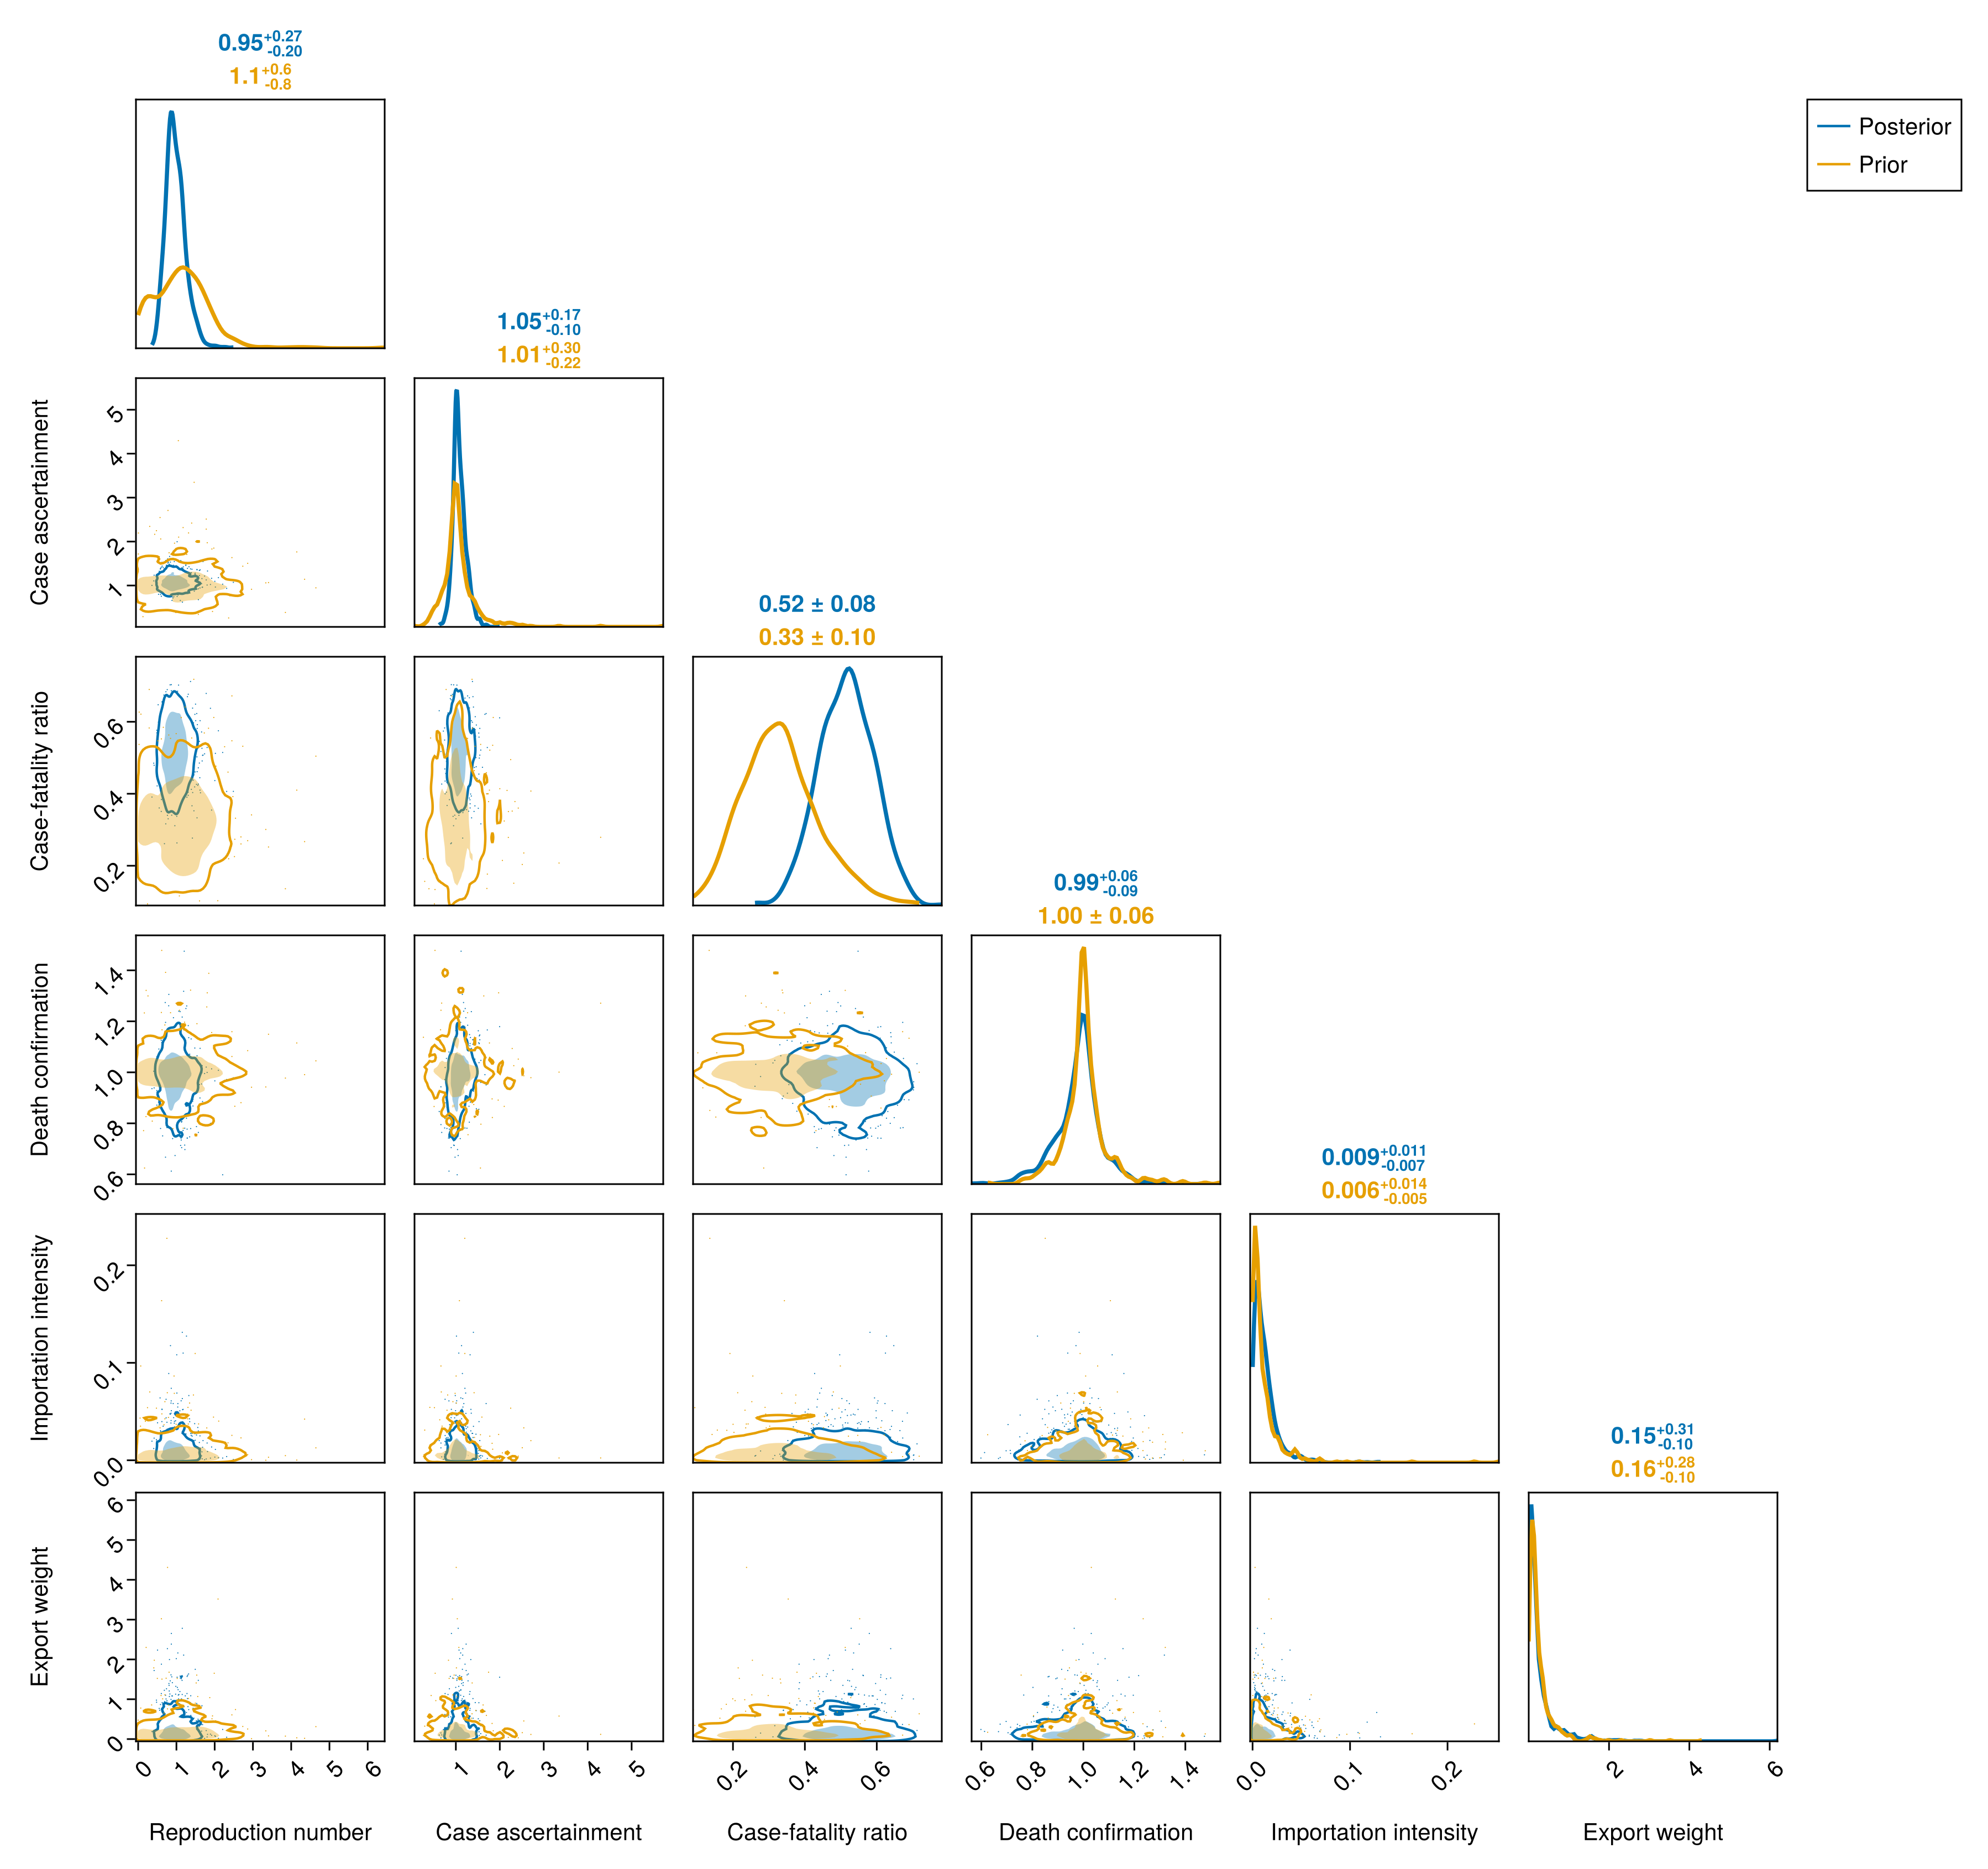 0.95+0.27-0.20
1.1+0.6-0.8
Posterior
Prior
1.05+0.17-0.10
1.01+0.30-0.22
Case ascertainment
5
4
3
2
1
0.52 ± 0.08
0.33 ± 0.10
Case-fatality ratio
0.6
0.4
0.2
0.99+0.06-0.09
1.00 ± 0.06
Death confirmation
1.4
1.2
1.0
0.8
0.6
0.009+0.011-0.007
0.006+0.014-0.005
Importation intensity
0.2
0.1
0.0
0.15+0.31-0.10
0.16+0.28-0.10
Export weight
6
5
4
3
2
1
0
0 1 2 3 4 5 6
1 2 3 4 5
0.2 0.4 0.6
0.6 0.8 1.0 1.2 1.4
0.0 0.1 0.2
2 4 6
Reproduction number
Case ascertainment
Case-fatality ratio
Death confirmation
Importation intensity
Export weight